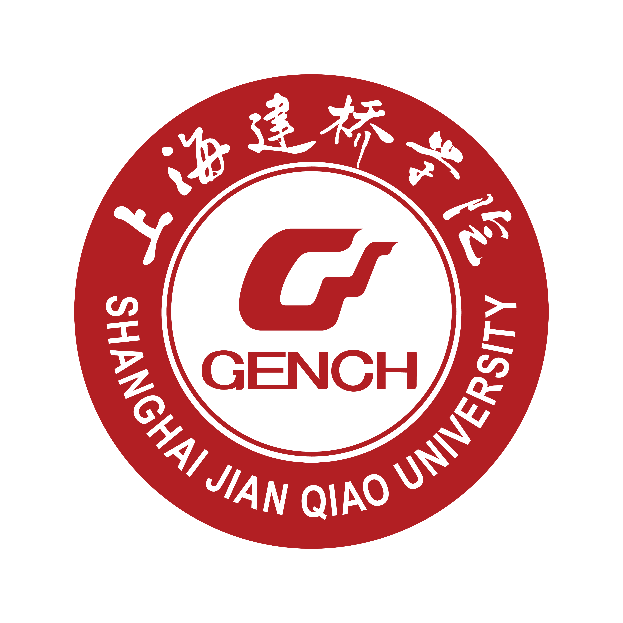 上海建桥学院
GENCH
SHANGHAI JIAN QIAO UNIVERSITY